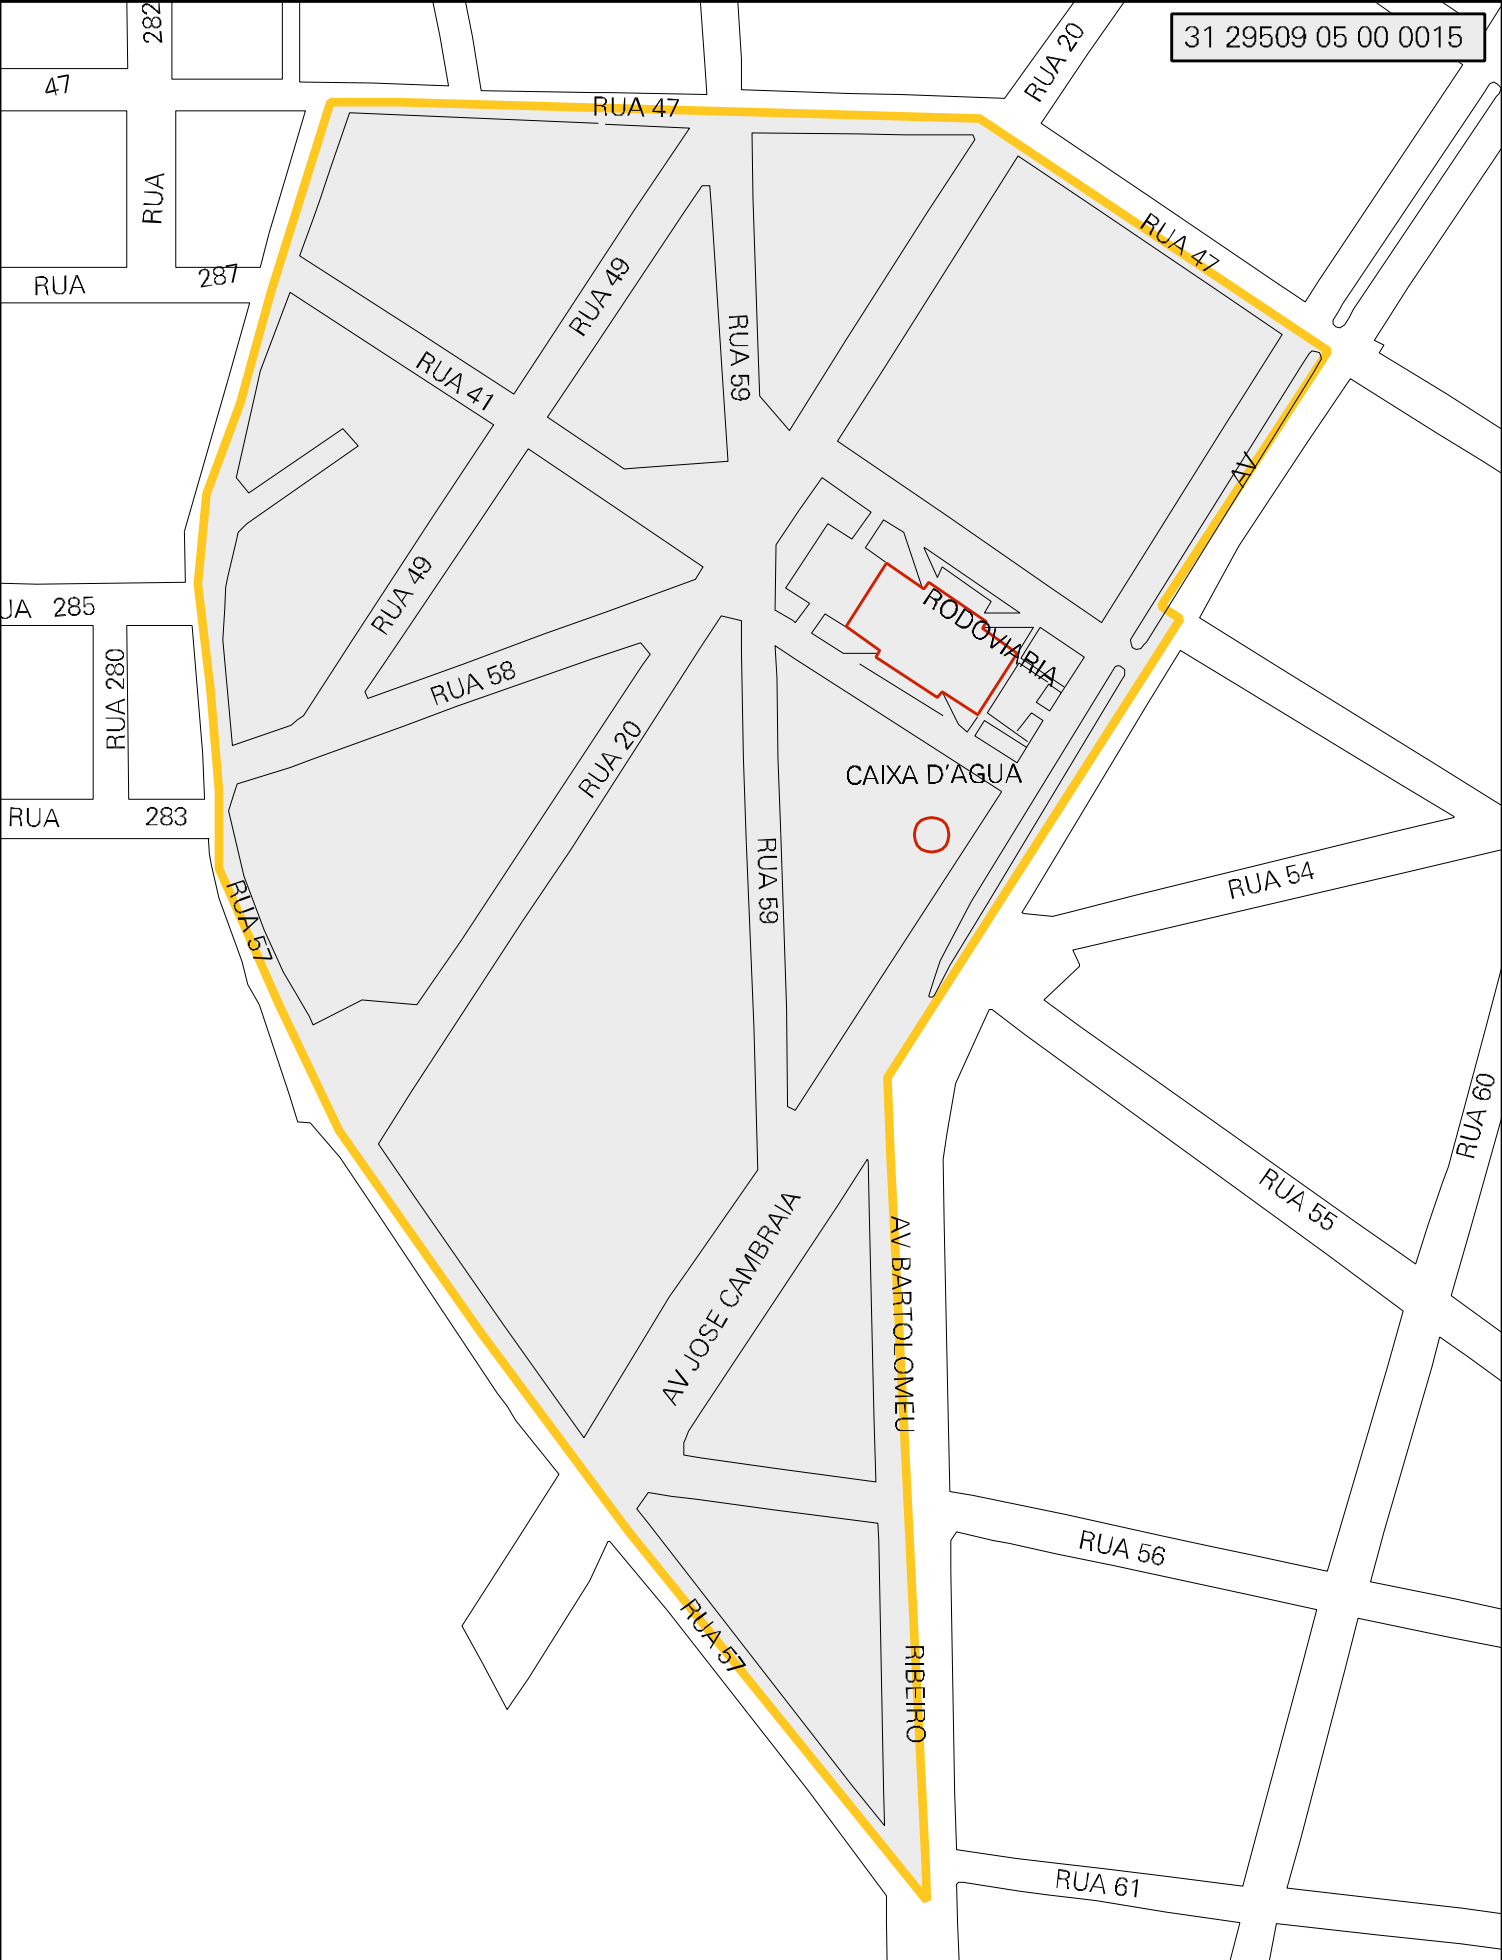 282
31 29509 05 00 0015
RUA 20
47
RUA 47
RUA
RUA 47
RUA
287
RUA 49
RUA 59
RUA 41
AV
RUA 49
UA 285
RODOVIARIA
RUA 280
RUA 58
RUA 20
CAIXA D'AGUA
RUA
283
RUA 59
RUA 54
RUA 57
RUA 60
RUA 55
AV JOSE CAMBRAIA
AV BARTOLOMEU
RUA 56
RUA 57
RIBEIRO
RUA 61